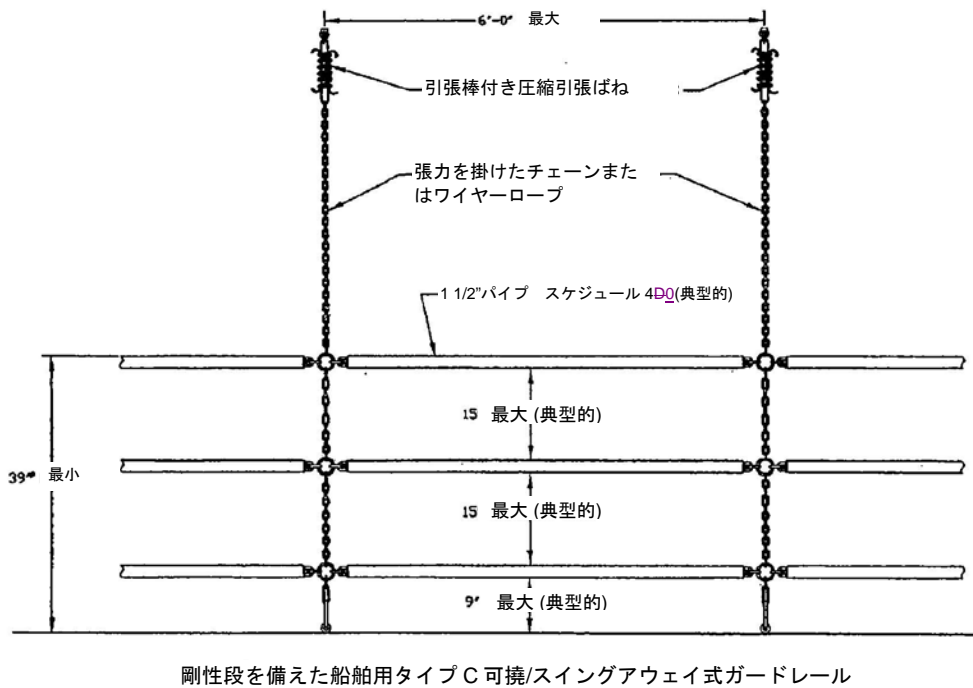 6'-0" 最大
引張棒付き圧縮引張ばね
張力を掛けたチェーンまた
はワイヤーロープ
1 1/2”パイプ　スケジュール 4D0(典型的)
15 最大 (典型的)
39" 最小
15 最大 (典型的)
9" 最大 (典型的)
剛性段を備えた船舶用タイプ C 可撓/スイングアウェイ式ガードレール